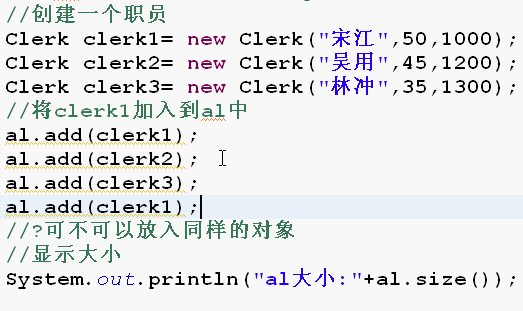 //创建一个职员
Clerk clerk1= new Clerk("宋江",50,1000);
Clerk clerk2= new Clerk("吴用",45,1200);
Clerk clerk3= new Clerk("林冲",35,1300);
//将clerk1加入到al中
al.add(clerk1);
al.add(clerk2);
al.add(clerk3);
al.add(clerk1);
//?可不可以放入同样的对象
//显示大小
System.out.println("al大小:"+al.size());